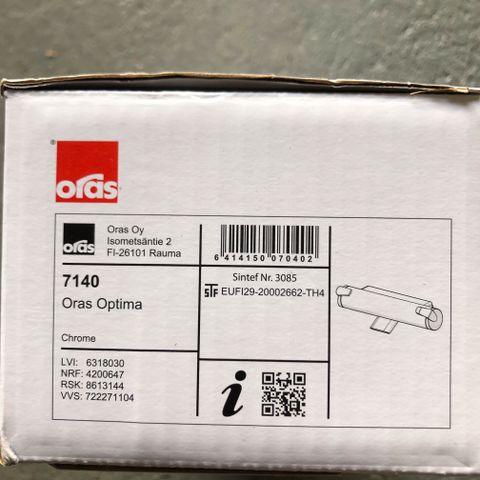 oras
oras
Oras Oy
Isometsäntie 2
FI-26101 Rauma
7140
Oras Optima
Chrome
LVI: 6318030
NRF: 4200647
RSK: 8613144
VVS: 722271104
6 414150 070402
Sintef Nr. 3085
STF EUFI29-20002662-TH4
i